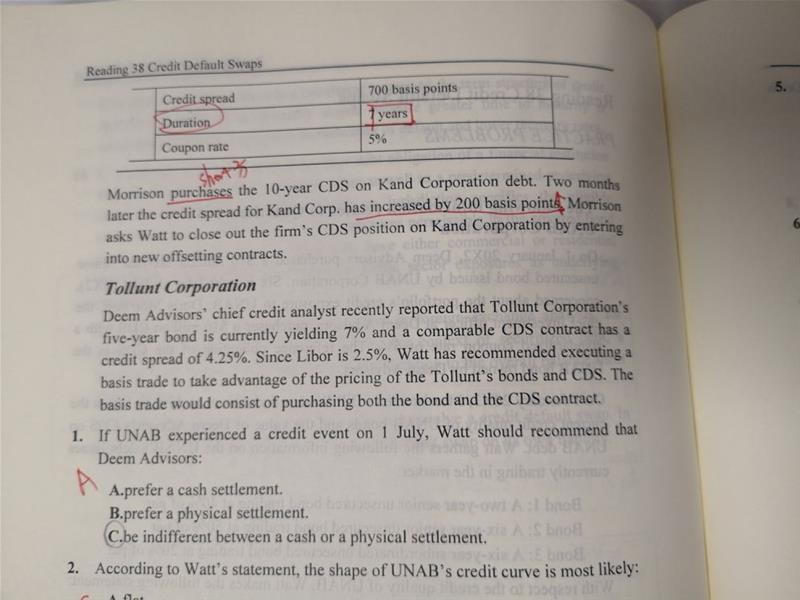 Reading 38 Credit Default Swaps
Credit spread 700 basis points
Duration 7 years
Coupon rate 5%
short
Morrison purchases the 10-year CDS on Kand Corporation debt. Two months
later the credit spread for Kand Corp. has increased by 200 basis points. Morrison
asks Watt to close out the firm's CDS position on Kand Corporation by entering
into new offsetting contracts.
Tollunt Corporation
Deem Advisors' chief credit analyst recently reported that Tollunt Corporation's
five-year bond is currently yielding 7% and a comparable CDS contract has a
credit spread of 4.25%. Since Libor is 2.5%, Watt has recommended executing a
basis trade to take advantage of the pricing of the Tollunt's bonds and CDS. The
basis trade would consist of purchasing both the bond and the CDS contract.
1. If UNAB experienced a credit event on 1 July, Watt should recommend that
Deem Advisors:
A
A.prefer a cash settlement.
B.prefer a physical settlement.
C.be indifferent between a cash or a physical settlement.
2. According to Watt's statement, the shape of UNAB's credit curve is most likely:
A.flat
5.
6